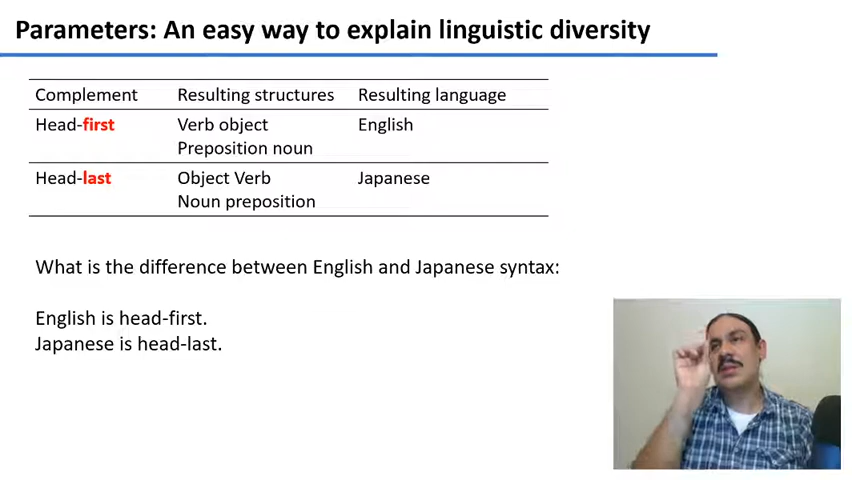 Parameters: An easy way to explain linguistic diversity
Complement Resulting structures Resulting language
Head-first Verb object English
Preposition noun
Head-last Object Verb Japanese
Noun preposition
What is the difference between English and Japanese syntax:
English is head-first.
Japanese is head-last.